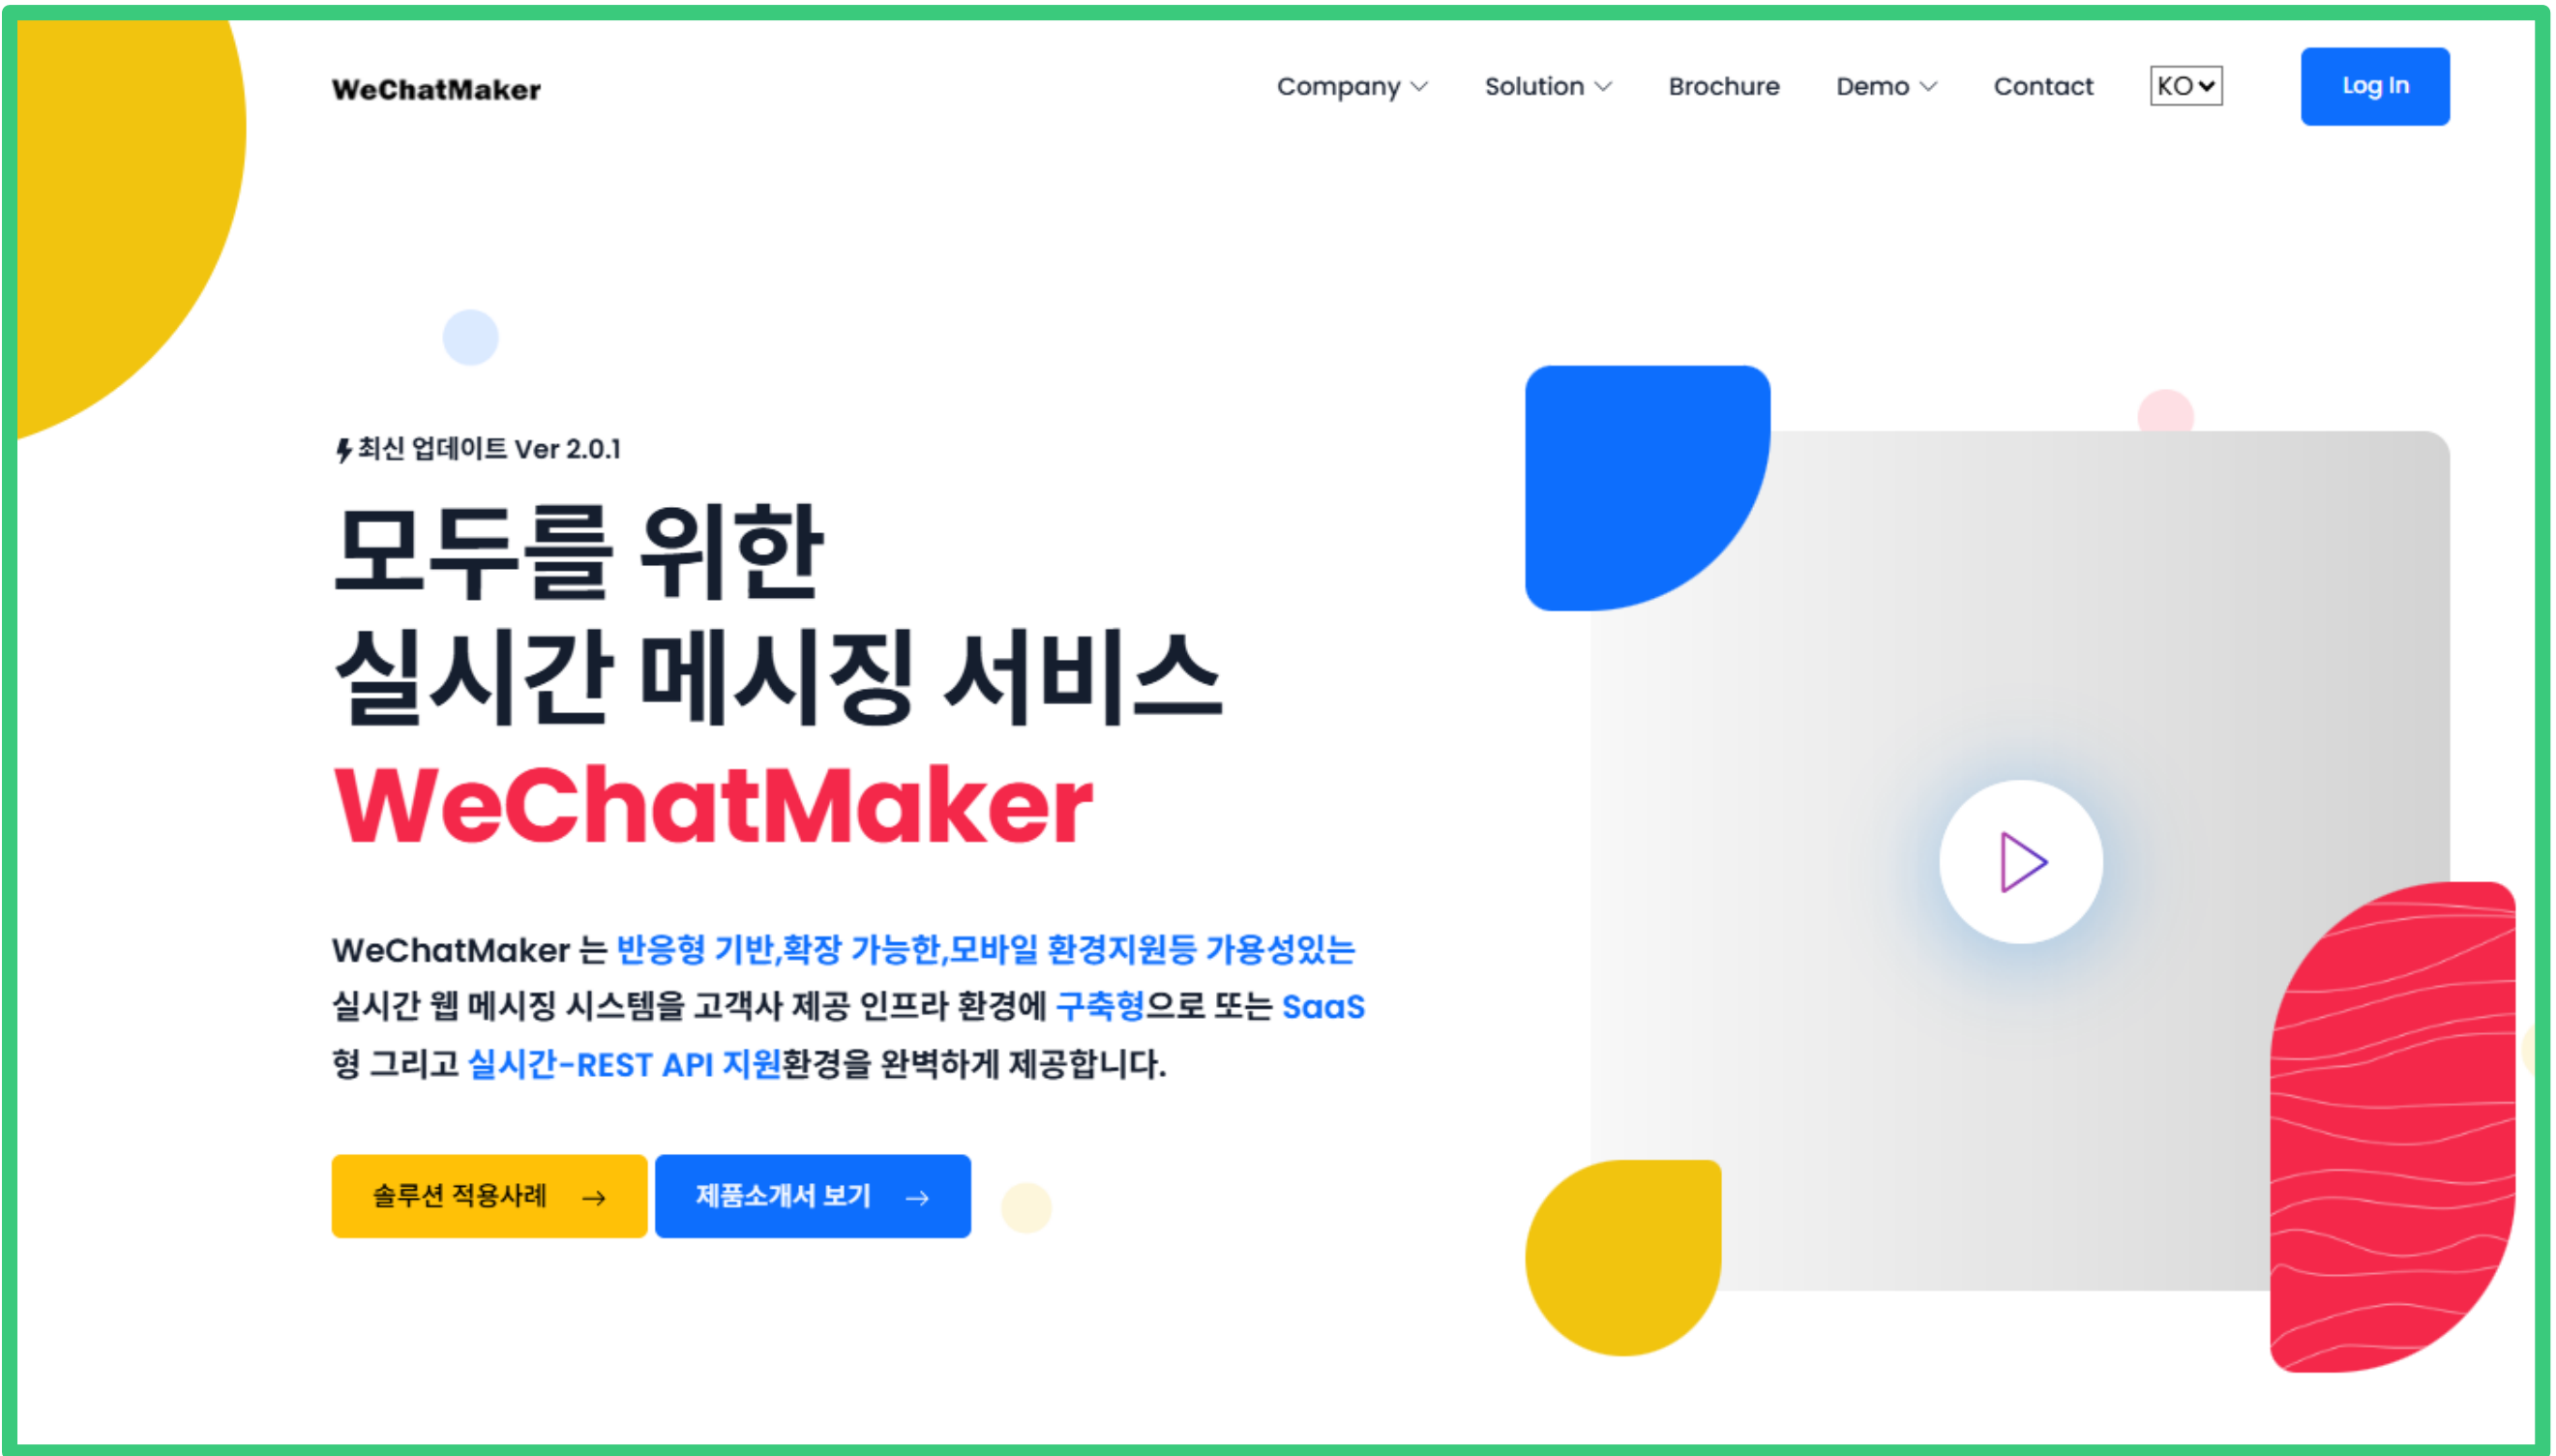 WeChatMaker
Company
Solution
Brochure
Demo
Contact
KO
Log In
최신 업데이트 Ver 2.0.1
모두를 위한
실시간 메시징 서비스
WeChatMaker
WeChatMaker 는 반응형 기반,확장 가능한,모바일 환경지원등 가용성있는
실시간 웹 메시징 시스템을 고객사 제공 인프라 환경에 구축형으로 또는 SaaS
형 그리고 실시간-REST API 지원환경을 완벽하게 제공합니다.
솔루션 적용사례 →
제품소개서 보기 →